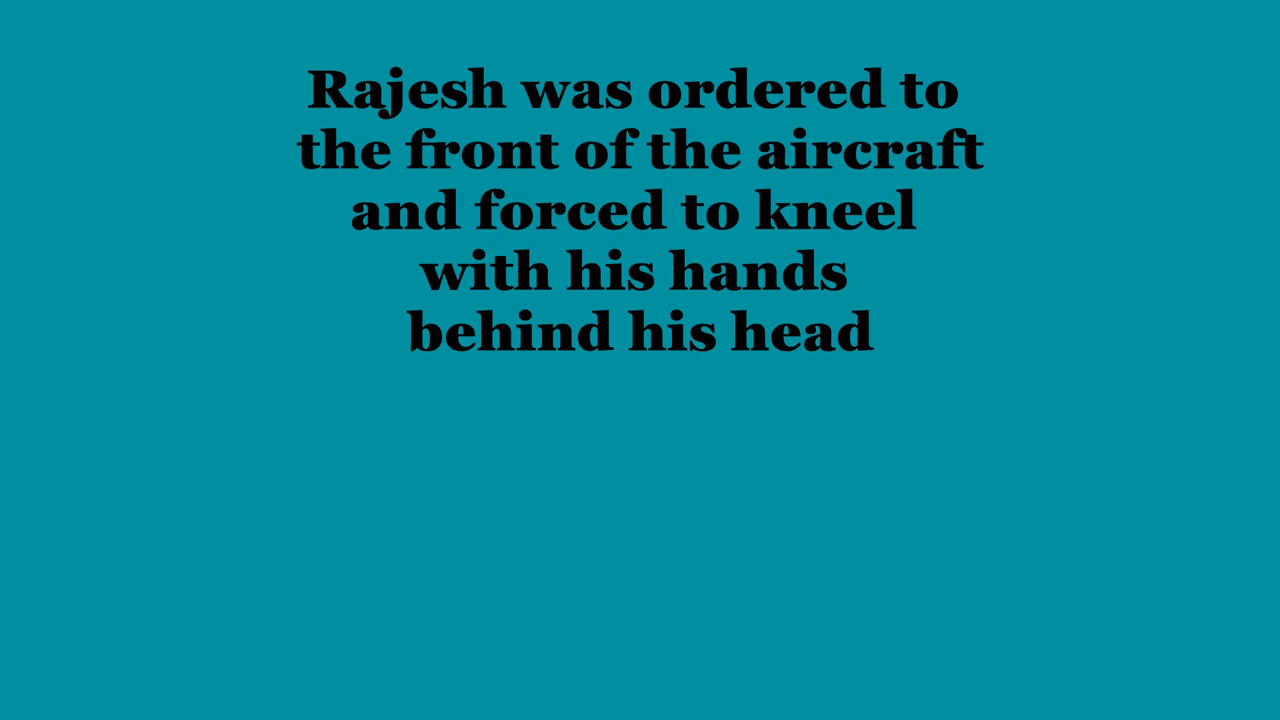 Rajesh was ordered to
the front of the aircraft
and forced to kneel
with his hands
behind his head